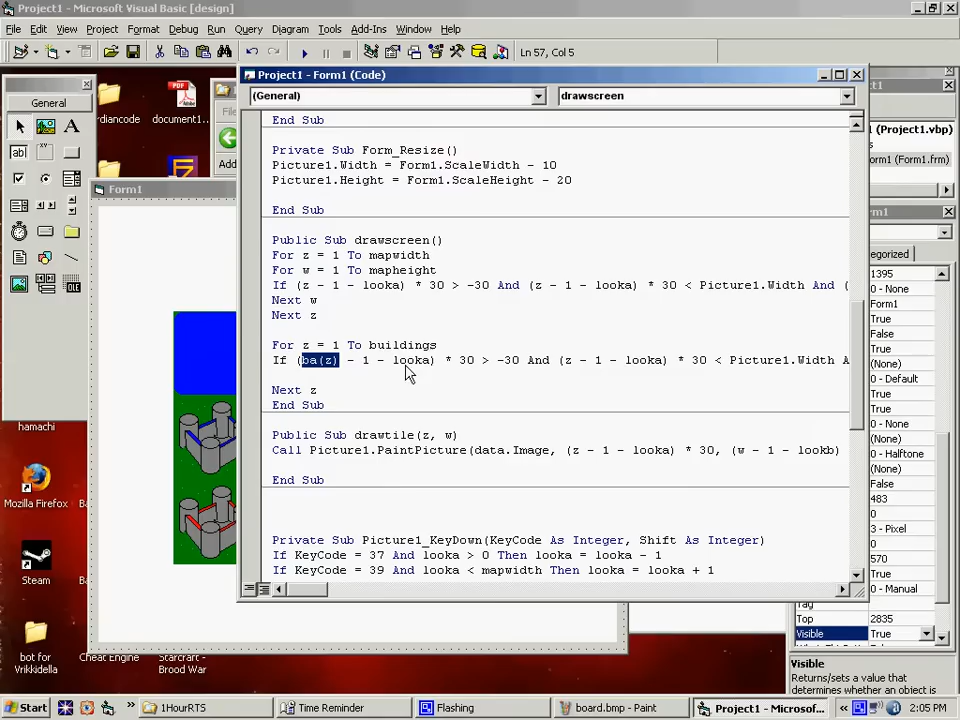 Project1 - Microsoft Visual Basic [design]
File Edit View Project Format Debug Run Query Diagram Tools Add-Ins Window Help
Ln 57, Col 5
General
Project1 - Form1 (Code)
(General)
drawscreen
End Sub
Private Sub Form_Resize()
Picture1.Width = Form1.ScaleWidth - 10
Picture1.Height = Form1.ScaleHeight - 20
End Sub
Public Sub drawscreen()
For z = 1 To mapwidth
For w = 1 To mapheight
If (z - 1 - looka) * 30 > -30 And (z - 1 - looka) * 30 < Picture1.Width And (
Next w
Next z
For z = 1 To buildings
If (ba(z) - 1 - looka) * 30 > -30 And (z - 1 - looka) * 30 < Picture1.Width A
Next z
End Sub
Public Sub drawtile(z, w)
Call Picture1.PaintPicture(data.Image, (z - 1 - looka) * 30, (w - 1 - lookb)
End Sub
Private Sub Picture1_KeyDown(KeyCode As Integer, Shift As Integer)
If KeyCode = 37 And looka > 0 Then looka = looka - 1
If KeyCode = 39 And looka < mapwidth Then looka = looka + 1
rdiancode
document1...
File
Add
Form1
hamachi
Mozilla Firefox
Steam
bot for Vrikkidella
Cheat Engine
Starcraft - Brood War
(Project1.vbp)
orm1 (Form1.frm)
egorized
1395
0 - None
Form1
True
False
True
(None)
0 - Default
True
True
True
(None)
0 - Halftone
(None)
True
483
0
3 - Pixel
0
570
True
0 - Manual
Tag
Top 2835
Visible True
Visible
Returns/sets a value that
determines whether an object is
Start
1HourRTS
Time Reminder
Flashing
board.bmp - Paint
Project1 - Microsoft...
2:05 PM